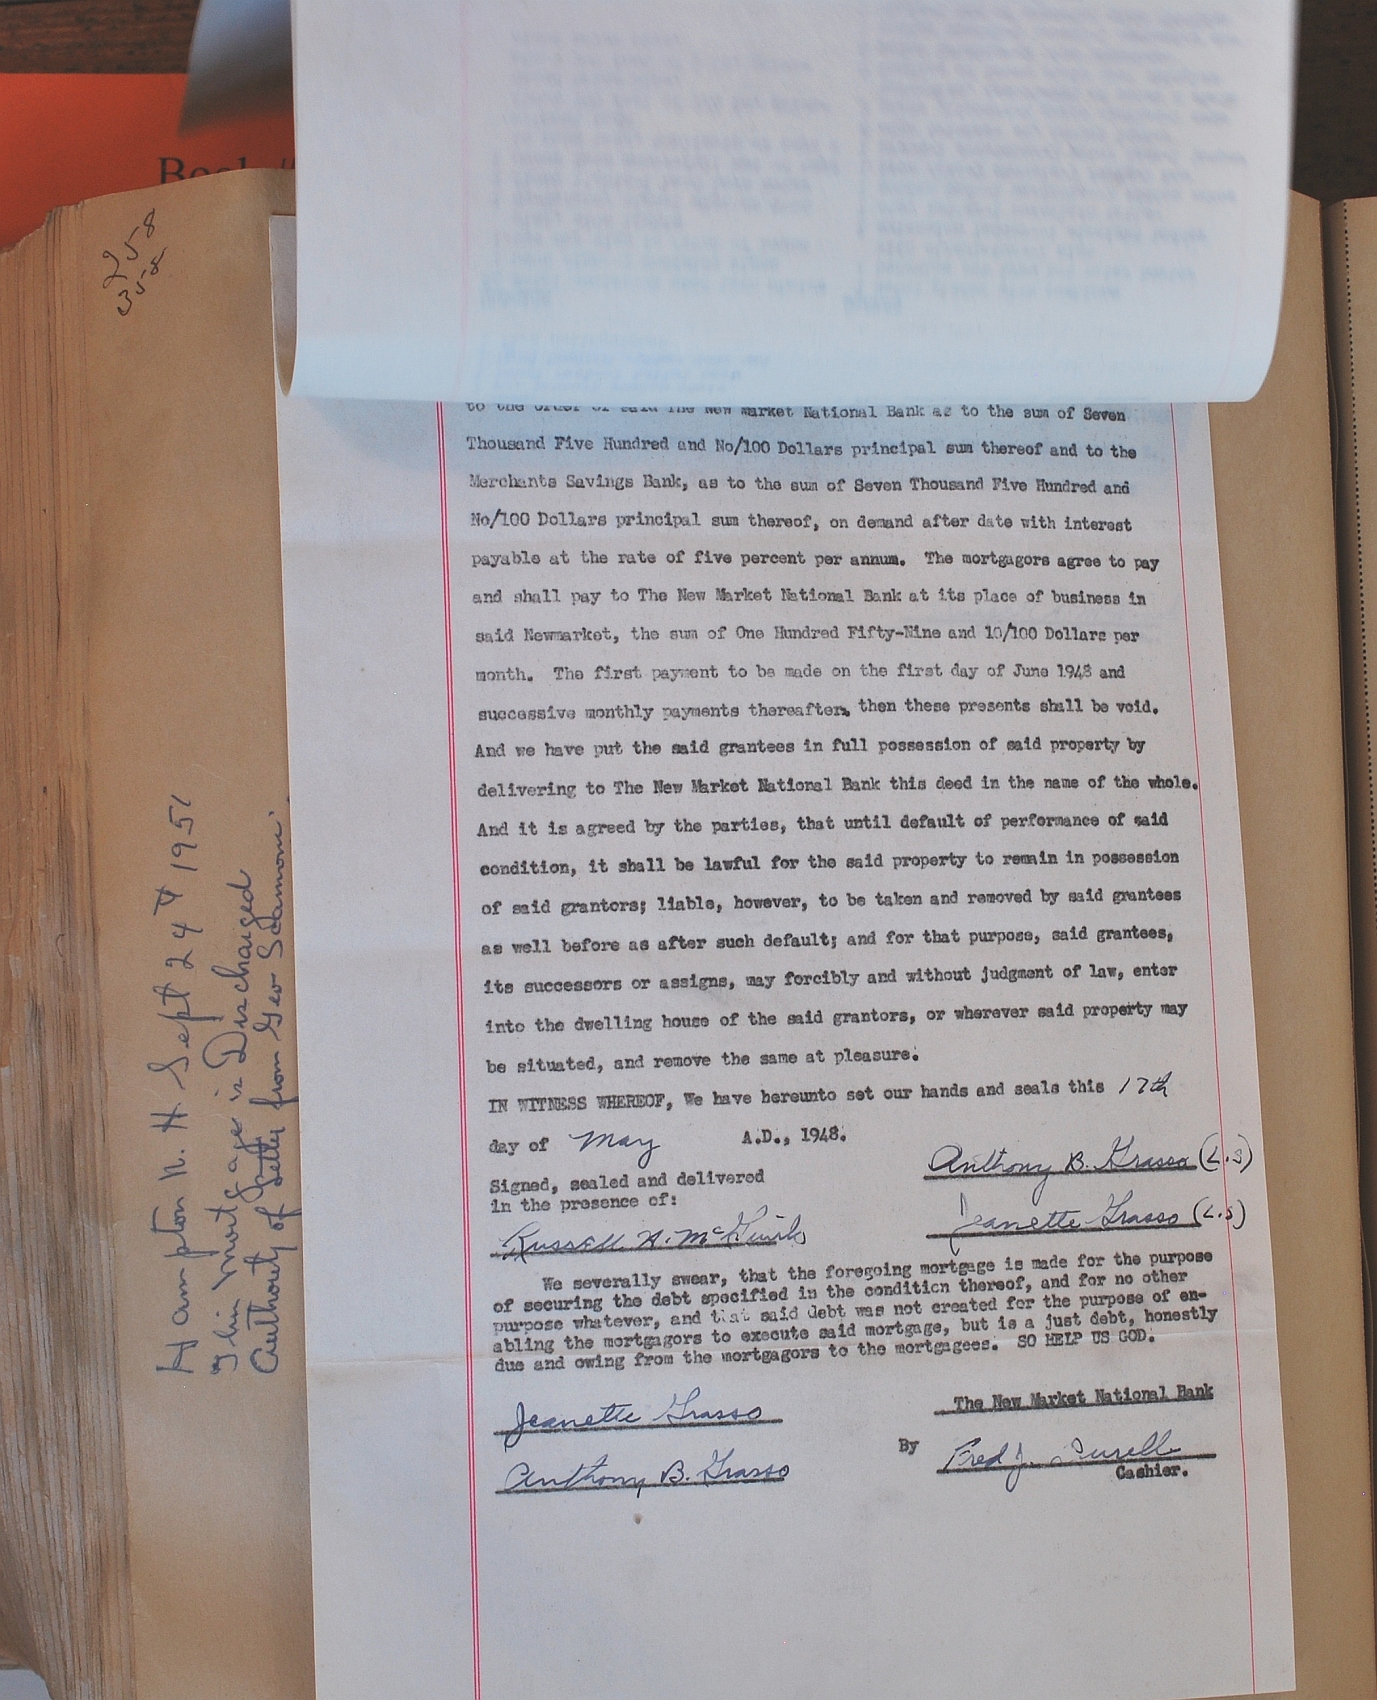 Book #
258
358
to the order of said The New Market National Bank as to the sum of Seven
Thousand Five Hundred and No/100 Dollars principal sum thereof and to the
Merchants Savings Bank, as to the sum of Seven Thousand Five Hundred and
No/100 Dollars principal sum thereof, on demand after date with interest
payable at the rate of five percent per annum. The mortgagors agree to pay
and shall pay to The New Market National Bank at its place of business in
said Newmarket, the sum of One Hundred Fifty-Nine and 10/100 Dollars per
month. The first payment to be made on the first day of June 1948 and
successive monthly payments thereafter, then these presents shall be void.
And we have put the said grantees in full possession of said property by
delivering to The New Market National Bank this deed in the name of the whole.
And it is agreed by the parties, that until default of performance of said
condition, it shall be lawful for the said property to remain in possession
of said grantors; liable, however, to be taken and removed by said grantees
as well before as after such default; and for that purpose, said grantees,
its successors or assigns, may forcibly and without judgment of law, enter
into the dwelling house of the said grantors, or wherever said property may
be situated, and remove the same at pleasure.
IN WITNESS WHEREOF, We have hereunto set our hands and seals this 17th
day of May A.D., 1948.
Anthony B. Grasso (L.S)
Signed, sealed and delivered
in the presence of:
Jeanette Grasso (L.S)
Russell H. McGuirk
We severally swear, that the foregoing mortgage is made for the purpose
of securing the debt specified in the condition thereof, and for no other
purpose whatever, and that said debt was not created for the purpose of en-
abling the mortgagors to execute said mortgage, but is a just debt, honestly
due and owing from the mortgagors to the mortgagees. SO HELP US GOD.
The New Market National Bank
Jeanette Grasso
By Fred J. Durell
Cashier.
Anthony B. Grasso
Hampton N. H. Sept 24 1951
This Mortgage is Discharged
Authority of Letter from Geo Scammon.